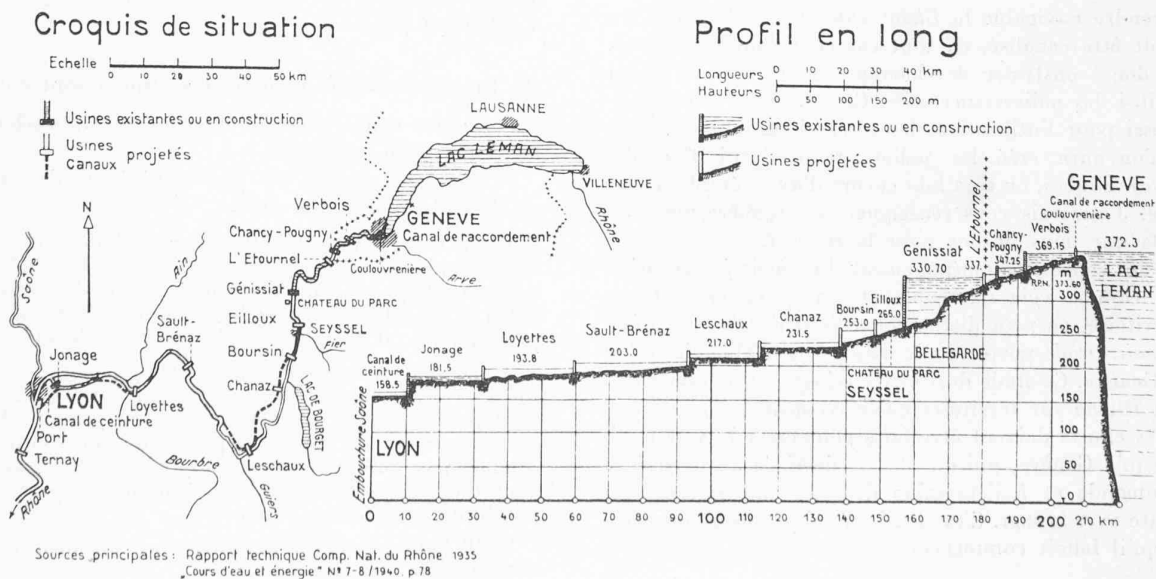 Croquis de situation
Echelle 0 10 20 30 40 50 km
Usines existantes ou en construction
Usines
Canaux projetés
N
LAUSANNE
LAC LEMAN
VILLENEUVE
Rhône
Verbois
GENEVE
Canal de raccordement
Chancy-Pougny
L'Etournel
Coulouvrenière
Arve
Génissiat
CHATEAU DU PARC
Eilloux
SEYSSEL
Fier
Saône
Ain
Sault-
Brénaz
Boursin
Jonage
Chanaz
LAC DE BOURGET
LYON
Loyettes
Canal de ceinture
Port
Ternay
Leschaux
Bourbre
Guiers
Rhône
Sources principales: Rapport technique Comp. Nat. du Rhône 1935
"Cours d'eau et énergie" Nº 7-8/1940. p 78
Profil en long
Longueurs 0 10 20 30 40 km
Hauteurs 0 50 100 150 200 m
Usines existantes ou en construction
Usines projetées
GENEVE
Canal de raccordement
Coulouvrenière
Verbois
369.15
372.3
LAC
LEMAN
L'Etournel
337.
Chancy-
Pougny
347.25
Génissiat
330.70
R.P.N. 373.60
m
Eilloux
265.0
Boursin
253.0
Chanaz
231.5
Leschaux
217.0
Sault-Brénaz
203.0
Loyettes
193.8
Jonage
181.5
Canal de
ceinture
158.5
BELLEGARDE
CHATEAU DU PARC
SEYSSEL
LYON
Embouchure Saône
300
250
200
150
100
50
0
0 10 20 30 40 50 60 70 80 90 100 110 120 130 140 150 160 170 180 190 200 210 km